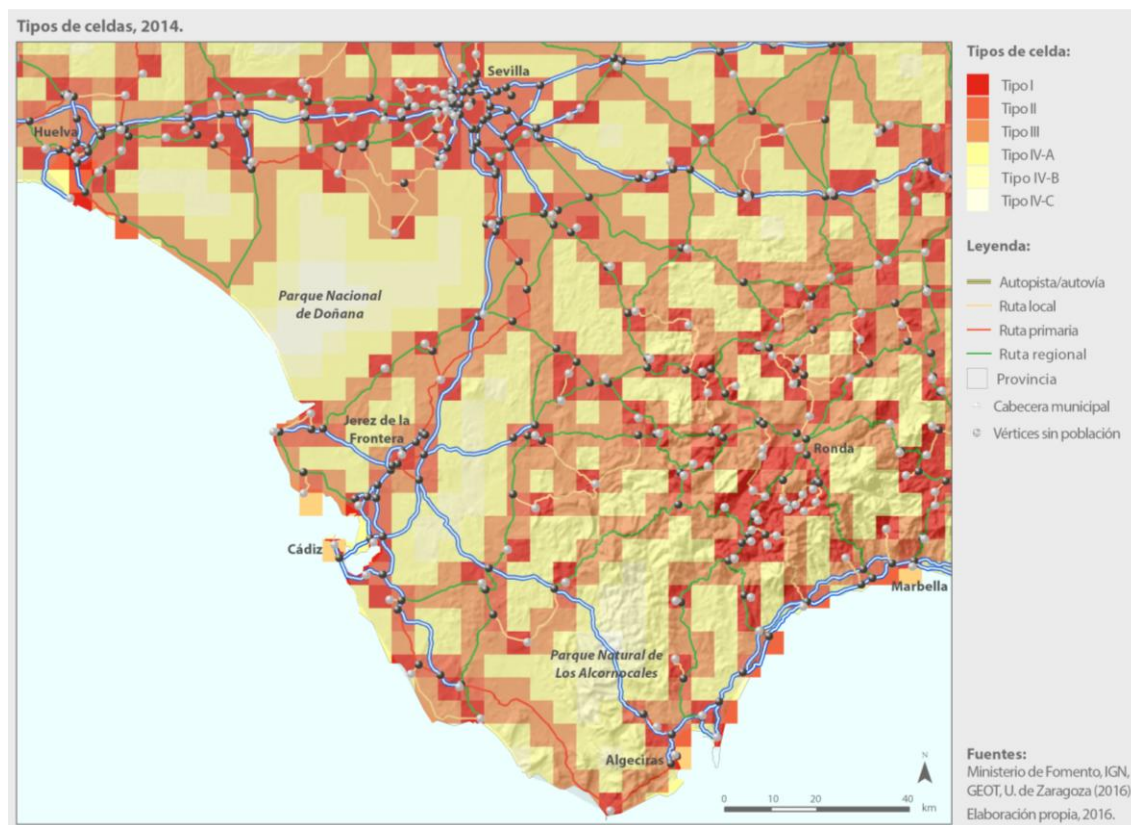 Tipos de celdas, 2014.
Sevilla
Huelva
Parque Nacional
de Doñana
Jerez de la
Frontera
Ronda
Cádiz
Marbella
Parque Natural de
Los Alcornocales
Algeciras
N
0 10 20 40
km
Tipos de celda:
Tipo I
Tipo II
Tipo III
Tipo IV-A
Tipo IV-B
Tipo IV-C
Leyenda:
Autopista/autovía
Ruta local
Ruta primaria
Ruta regional
Provincia
Cabecera municipal
Vértices sin población
Fuentes:
Ministerio de Fomento, IGN,
GEOT, U. de Zaragoza (2016)
Elaboración propia, 2016.